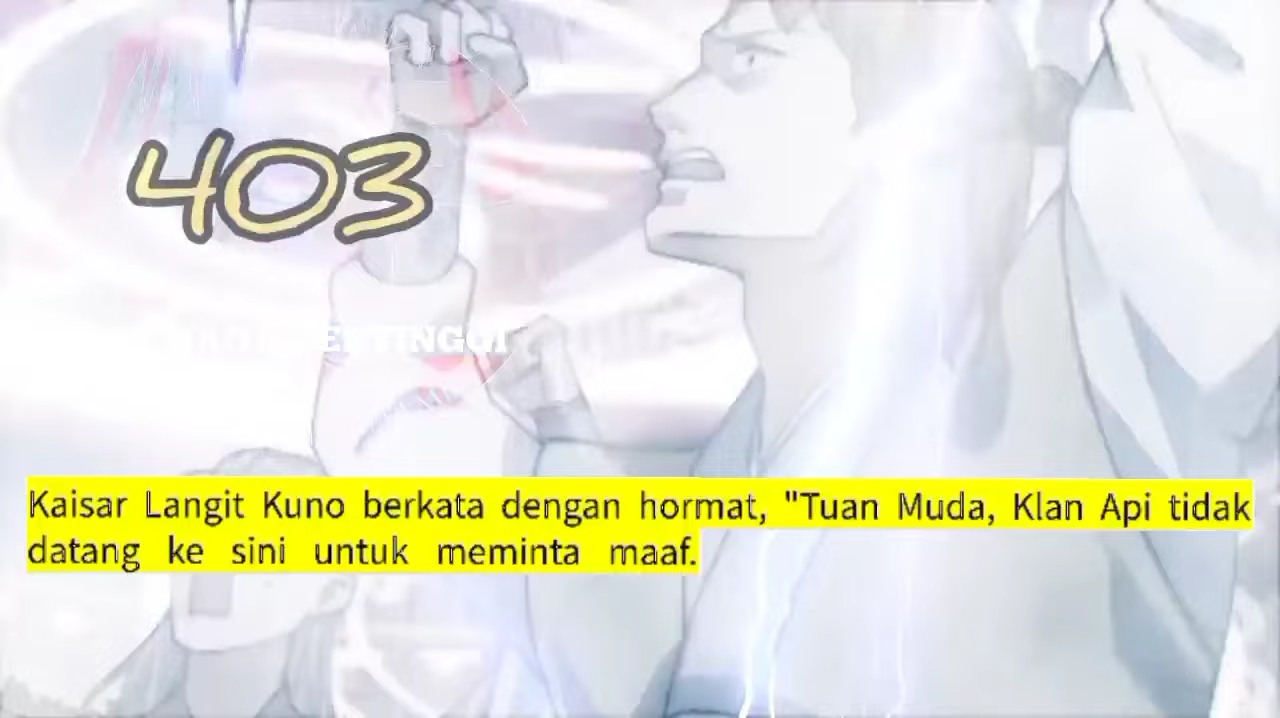 403
Kaisar Langit Kuno berkata dengan hormat, "Tuan Muda, Klan Api tidak
datang ke sini untuk meminta maaf.